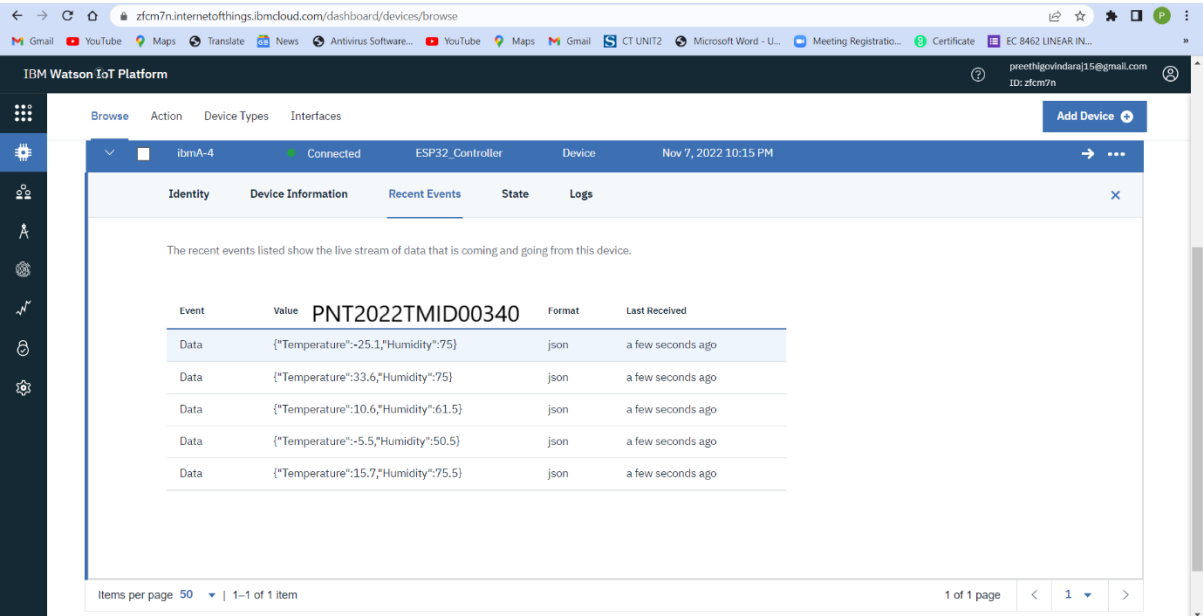 zfcm7n.internetofthings.ibmcloud.com/dashboard/devices/browse P
Gmail YouTube Maps Translate News Antivirus Software... YouTube Maps Gmail CT UNIT2 Microsoft Word - U... Meeting Registratio... Certificate EC 8462 LINEAR IN... »
IBM Watson IoT Platform preethigovindaraj15@gmail.com
ID: zfcm7n
Browse Action Device Types Interfaces Add Device
ibmA-4 Connected ESP32_Controller Device Nov 7, 2022 10:15 PM
Identity Device Information Recent Events State Logs
The recent events listed show the live stream of data that is coming and going from this device.
Event Value PNT2022TMID00340 Format Last Received
Data {"Temperature":-25.1,"Humidity":75} json a few seconds ago
Data {"Temperature":33.6,"Humidity":75} json a few seconds ago
Data {"Temperature":10.6,"Humidity":61.5} json a few seconds ago
Data {"Temperature":-5.5,"Humidity":50.5} json a few seconds ago
Data {"Temperature":15.7,"Humidity":75.5} json a few seconds ago
Items per page 50 | 1–1 of 1 item 1 of 1 page < 1 >